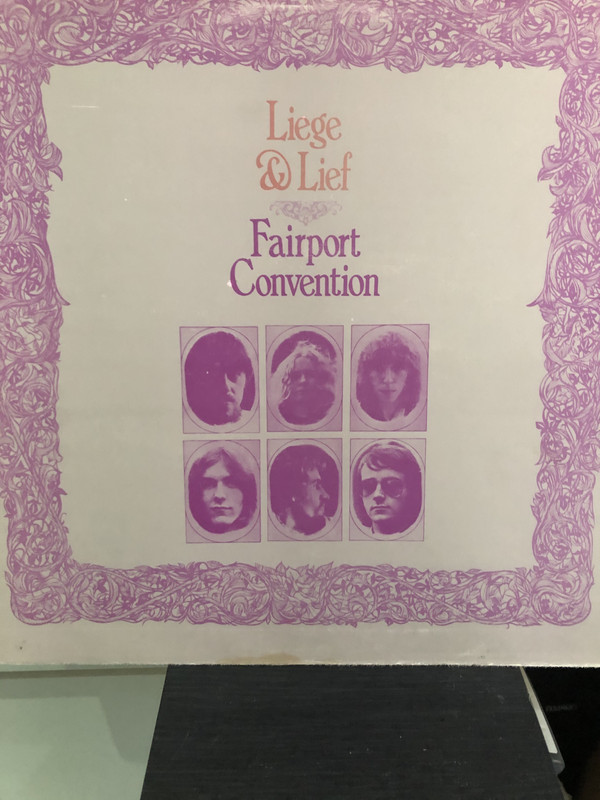 Liege
& Lief
Fairport
Convention